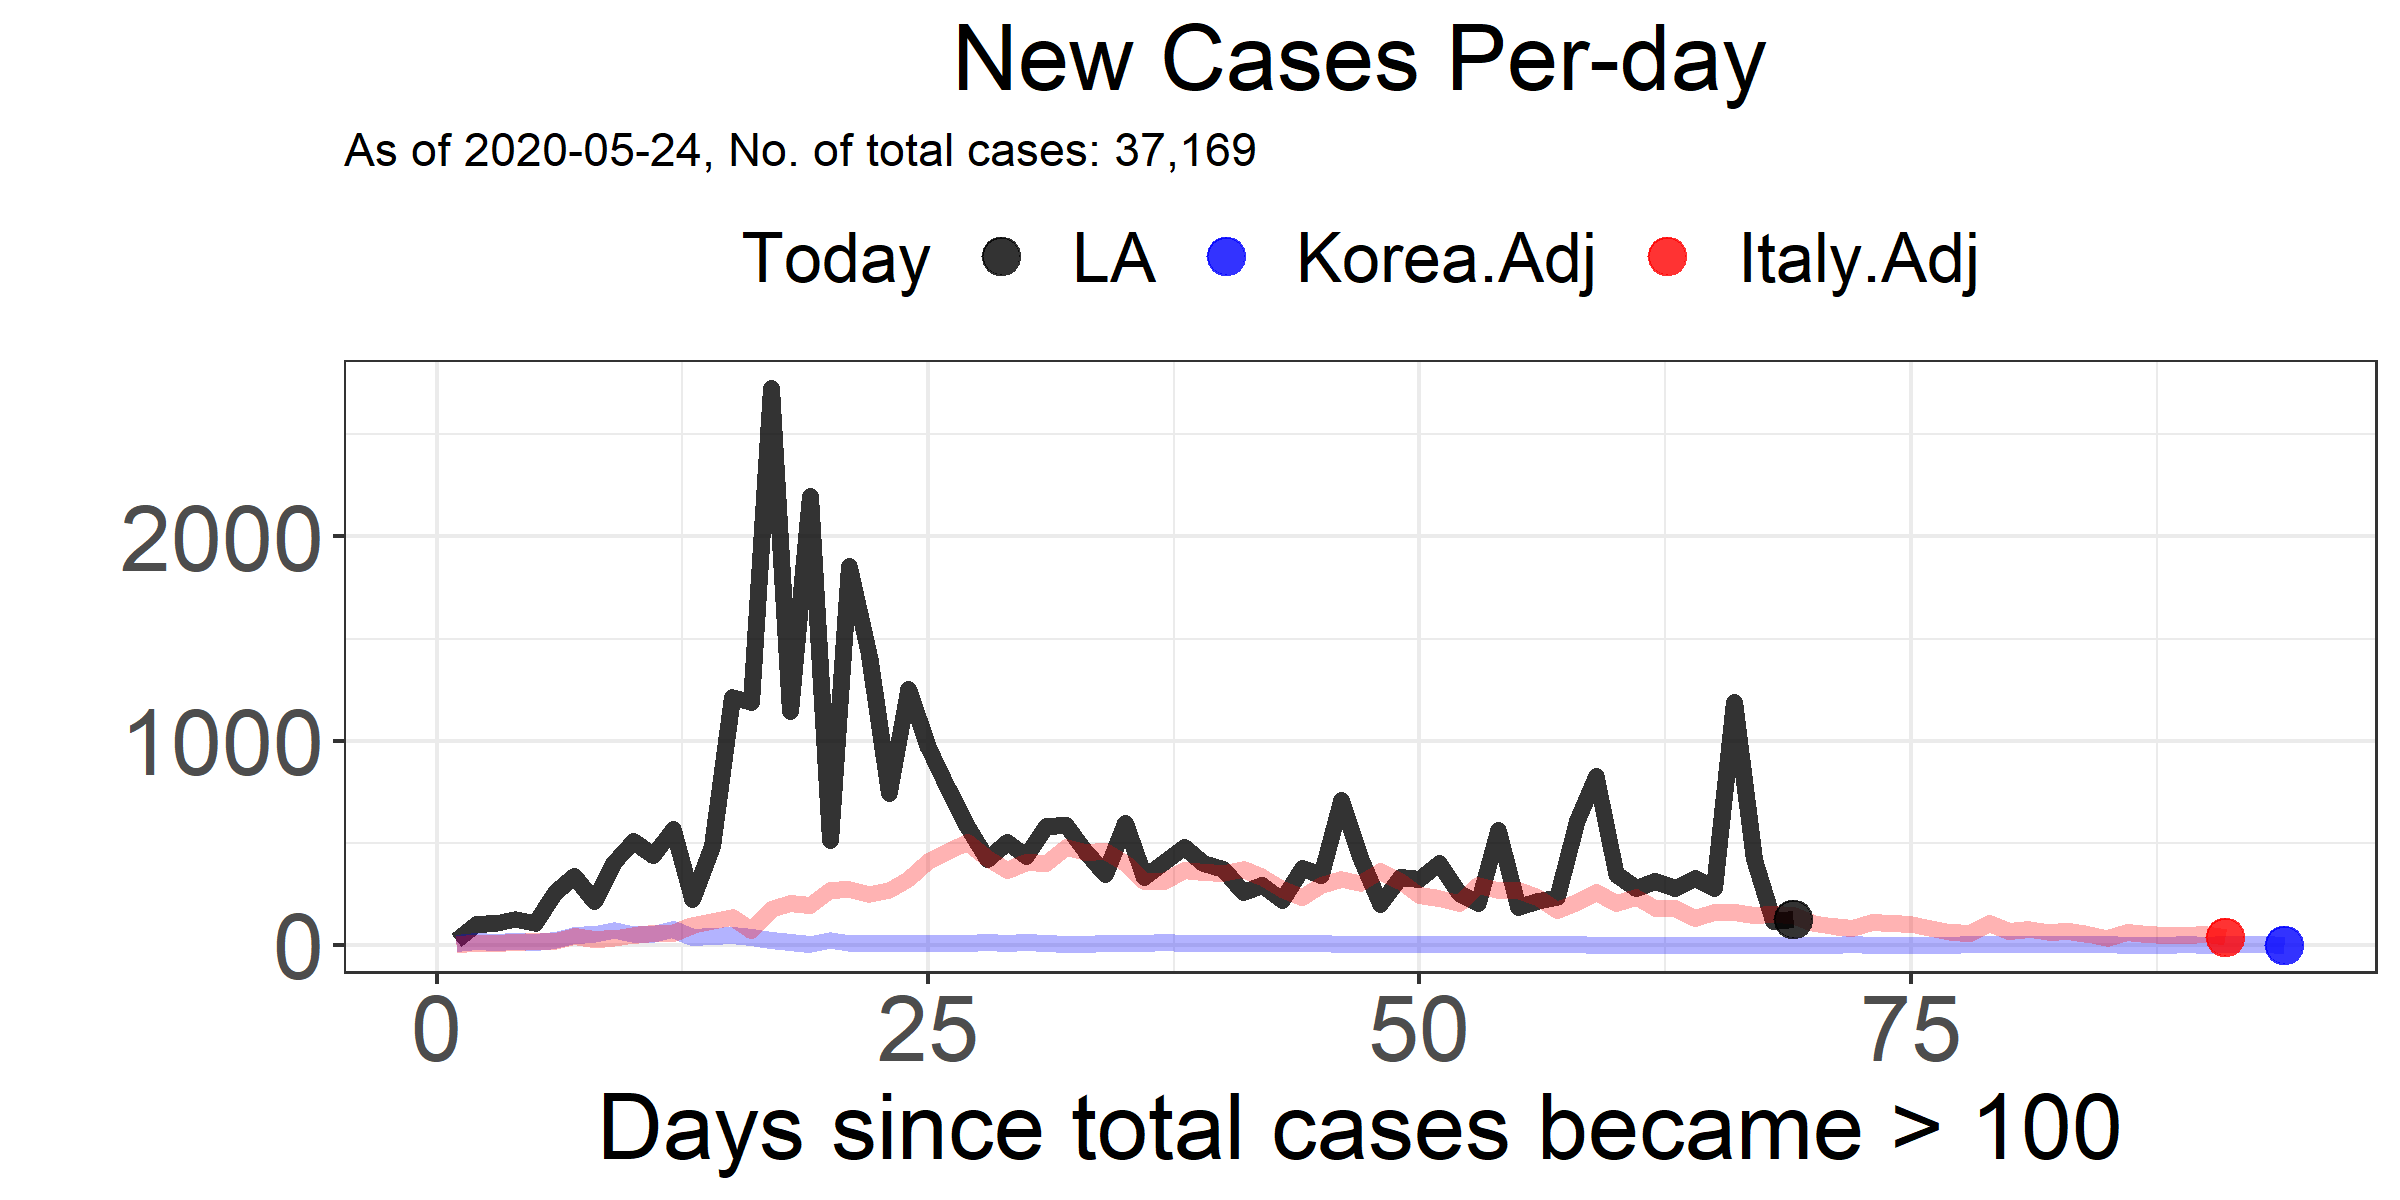 New Cases Per-day
As of 2020-05-24, No. of total cases: 37,169
Today LA Korea.Adj Italy.Adj
2000
1000
0
0 25 50 75
Days since total cases became > 100